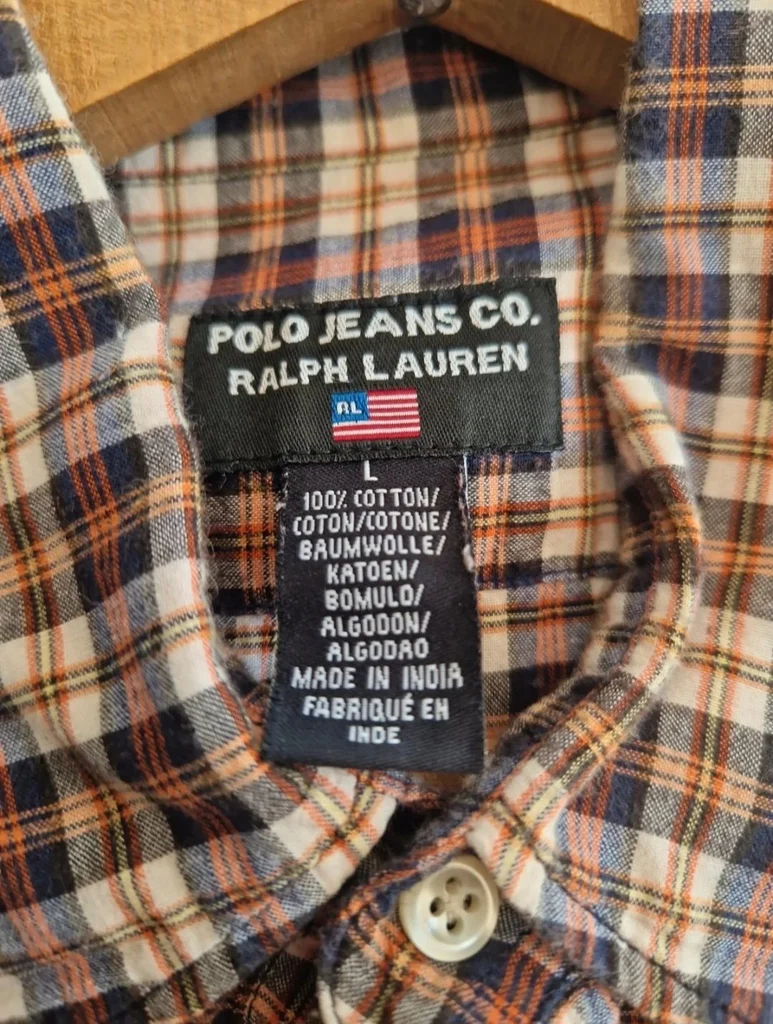 POLO JEANS CO.
RALPH LAUREN
RL
L
100% COTTON/
COTON/COTONE/
BAUMWOLLE/
KATOEN/
BOMULD/
ALGODON/
ALGODAO
MADE IN INDIA
FABRIQUÉ EN
INDE